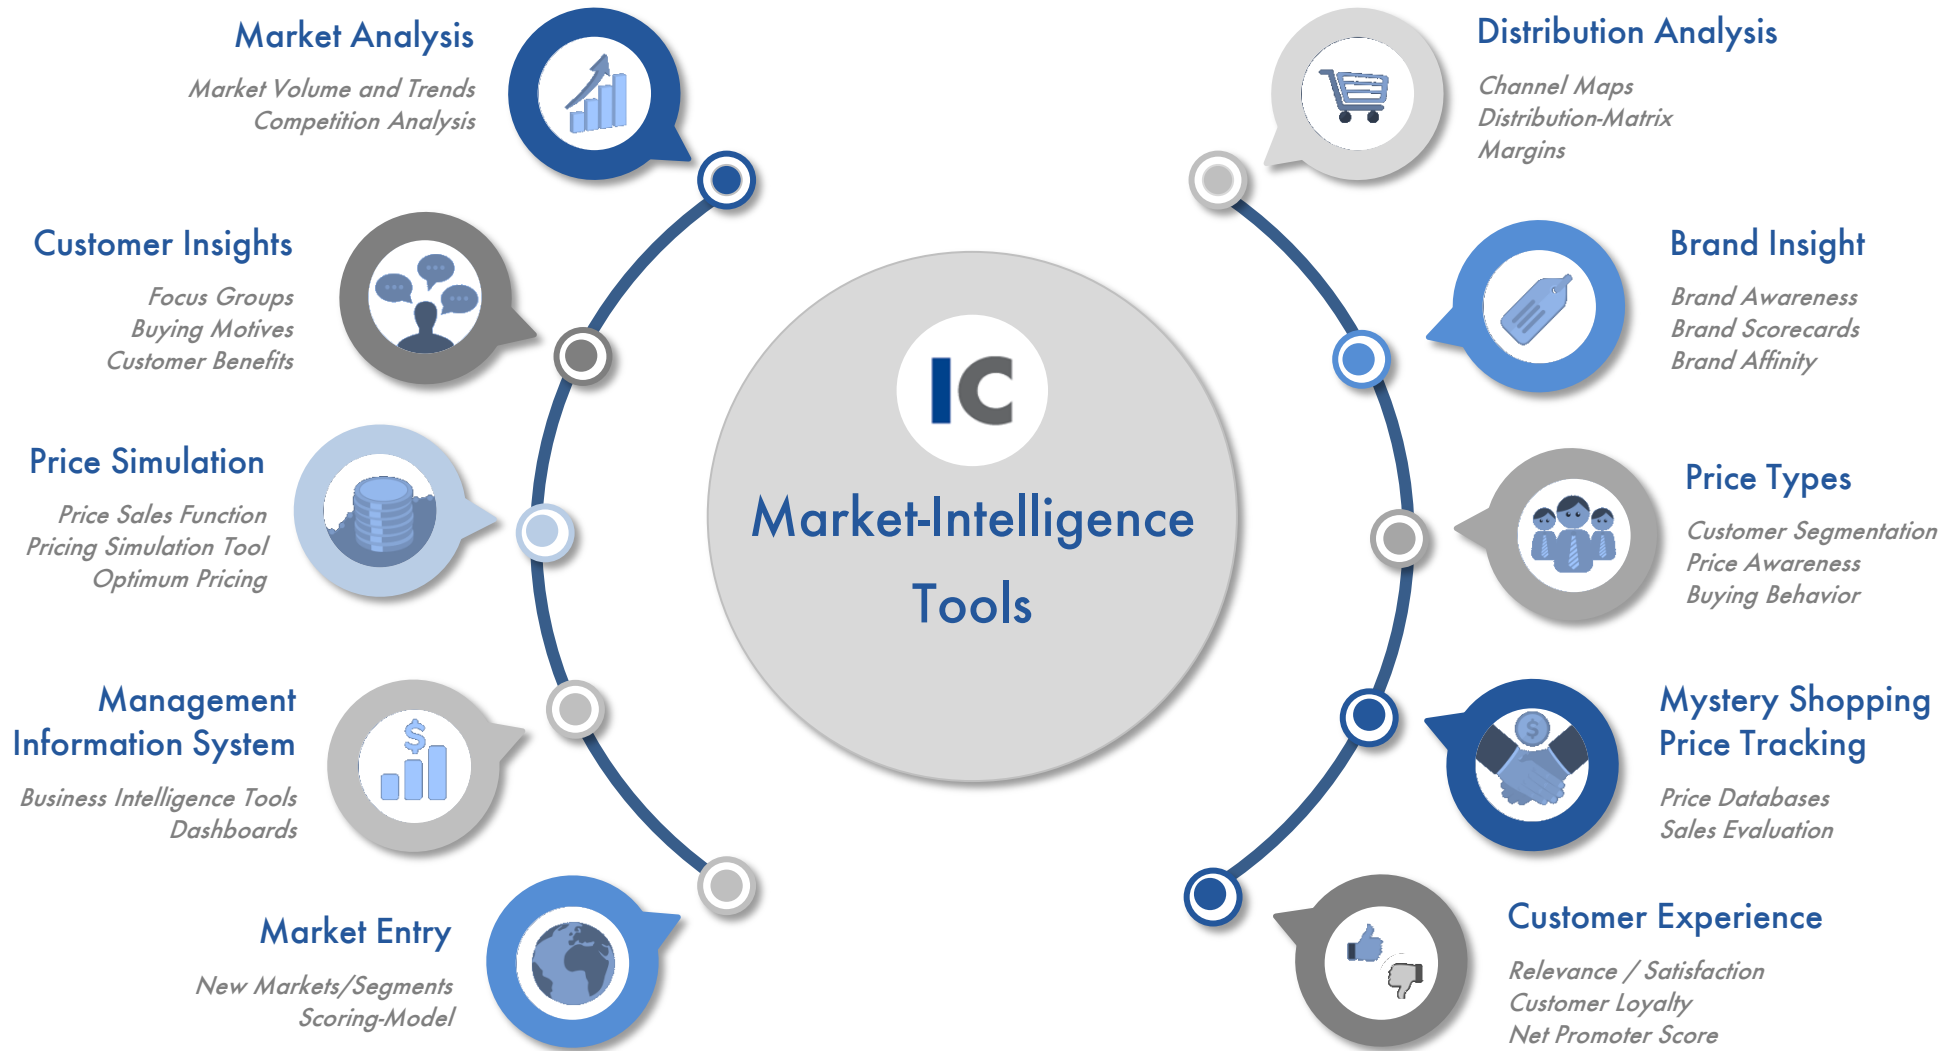 Market Analysis
Market Volume and Trends
Competition Analysis
Customer Insights
Focus Groups
Buying Motives
Customer Benefits
Price Simulation
Price Sales Function
Pricing Simulation Tool
Optimum Pricing
Management
Information System
$
Business Intelligence Tools
Dashboards
Market Entry
New Markets/Segments
Scoring-Model
IC
Market-Intelligence
Tools
Distribution Analysis
Channel Maps
Distribution-Matrix
Margins
Brand Insight
Brand Awareness
Brand Scorecards
Brand Affinity
Price Types
Customer Segmentation
Price Awareness
Buying Behavior
Mystery Shopping
Price Tracking
$
Price Databases
Sales Evaluation
Customer Experience
Relevance / Satisfaction
Customer Loyalty
Net Promoter Score